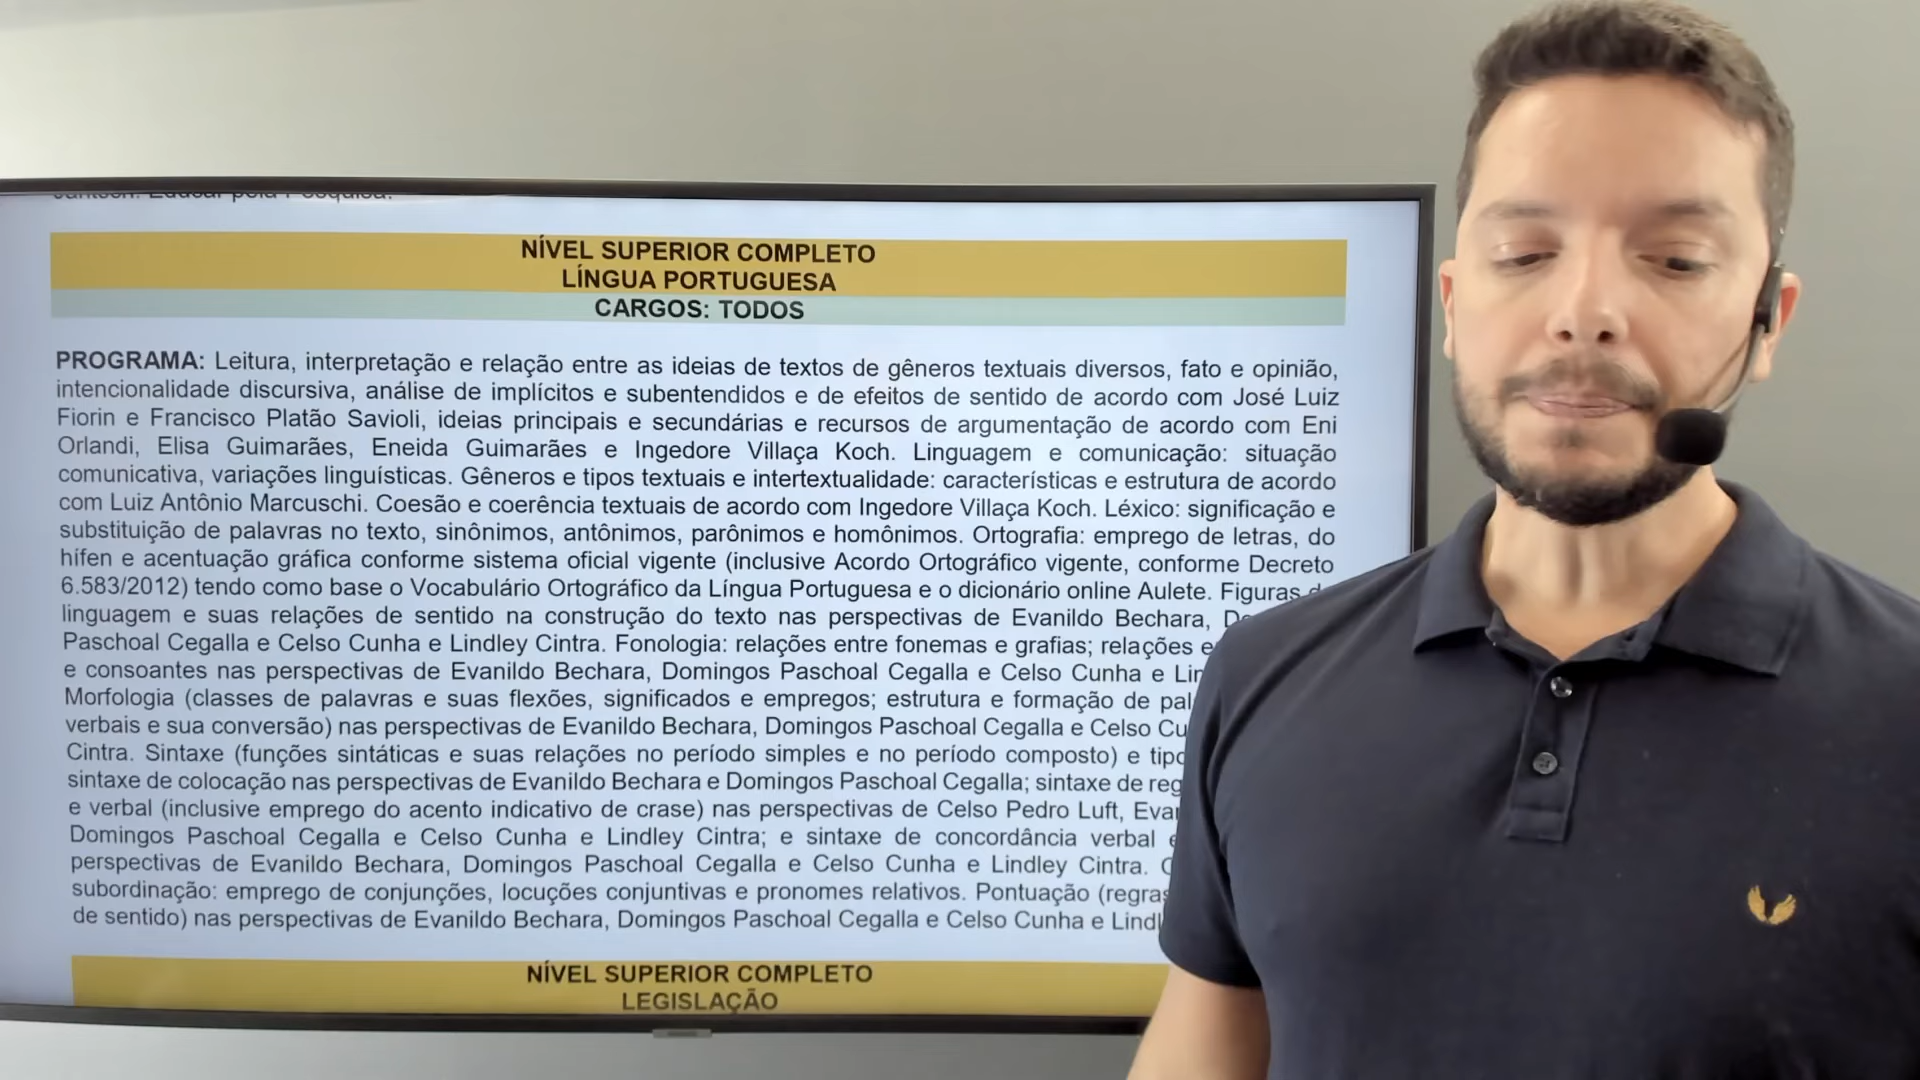 NÍVEL SUPERIOR COMPLETO
LÍNGUA PORTUGUESA
CARGOS: TODOS
PROGRAMA: Leitura, interpretação e relação entre as ideias de textos de gêneros textuais diversos, fato e opinião,
intencionalidade discursiva, análise de implícitos e subentendidos e de efeitos de sentido de acordo com José Luiz
Fiorin e Francisco Platão Savioli, ideias principais e secundárias e recursos de argumentação de acordo com Eni
Orlandi, Elisa Guimarães, Eneida Guimarães e Ingedore Villaça Koch. Linguagem e comunicação: situação
comunicativa, variações linguísticas. Gêneros e tipos textuais e intertextualidade: características e estrutura de acordo
com Luiz Antônio Marcuschi. Coesão e coerência textuais de acordo com Ingedore Villaça Koch. Léxico: significação e
substituição de palavras no texto, sinônimos, antônimos, parônimos e homônimos. Ortografia: emprego de letras, do
hífen e acentuação gráfica conforme sistema oficial vigente (inclusive Acordo Ortográfico vigente, conforme Decreto
6.583/2012) tendo como base o Vocabulário Ortográfico da Língua Portuguesa e o dicionário online Aulete. Figuras
linguagem e suas relações de sentido na construção do texto nas perspectivas de Evanildo Bechara,
Paschoal Cegalla e Celso Cunha e Lindley Cintra. Fonologia: relações entre fonemas e grafias; relações
e consoantes nas perspectivas de Evanildo Bechara, Domingos Paschoal Cegalla e Celso Cunha e
Morfologia (classes de palavras e suas flexões, significados e empregos; estrutura e formação de
verbais e sua conversão) nas perspectivas de Evanildo Bechara, Domingos Paschoal Cegalla e Celso
Cintra. Sintaxe (funções sintáticas e suas relações no período simples e no período composto) e
sintaxe de colocação nas perspectivas de Evanildo Bechara e Domingos Paschoal Cegalla; sintaxe de
e verbal (inclusive emprego do acento indicativo de crase) nas perspectivas de Celso Pedro Luft,
Domingos Paschoal Cegalla e Celso Cunha e Lindley Cintra; e sintaxe de concordância verbal
perspectivas de Evanildo Bechara, Domingos Paschoal Cegalla e Celso Cunha e Lindley Cintra.
subordinação: emprego de conjunções, locuções conjuntivas e pronomes relativos. Pontuação (regras
de sentido) nas perspectivas de Evanildo Bechara, Domingos Paschoal Cegalla e Celso Cunha e
NÍVEL SUPERIOR COMPLETO
LEGISLAÇÃO